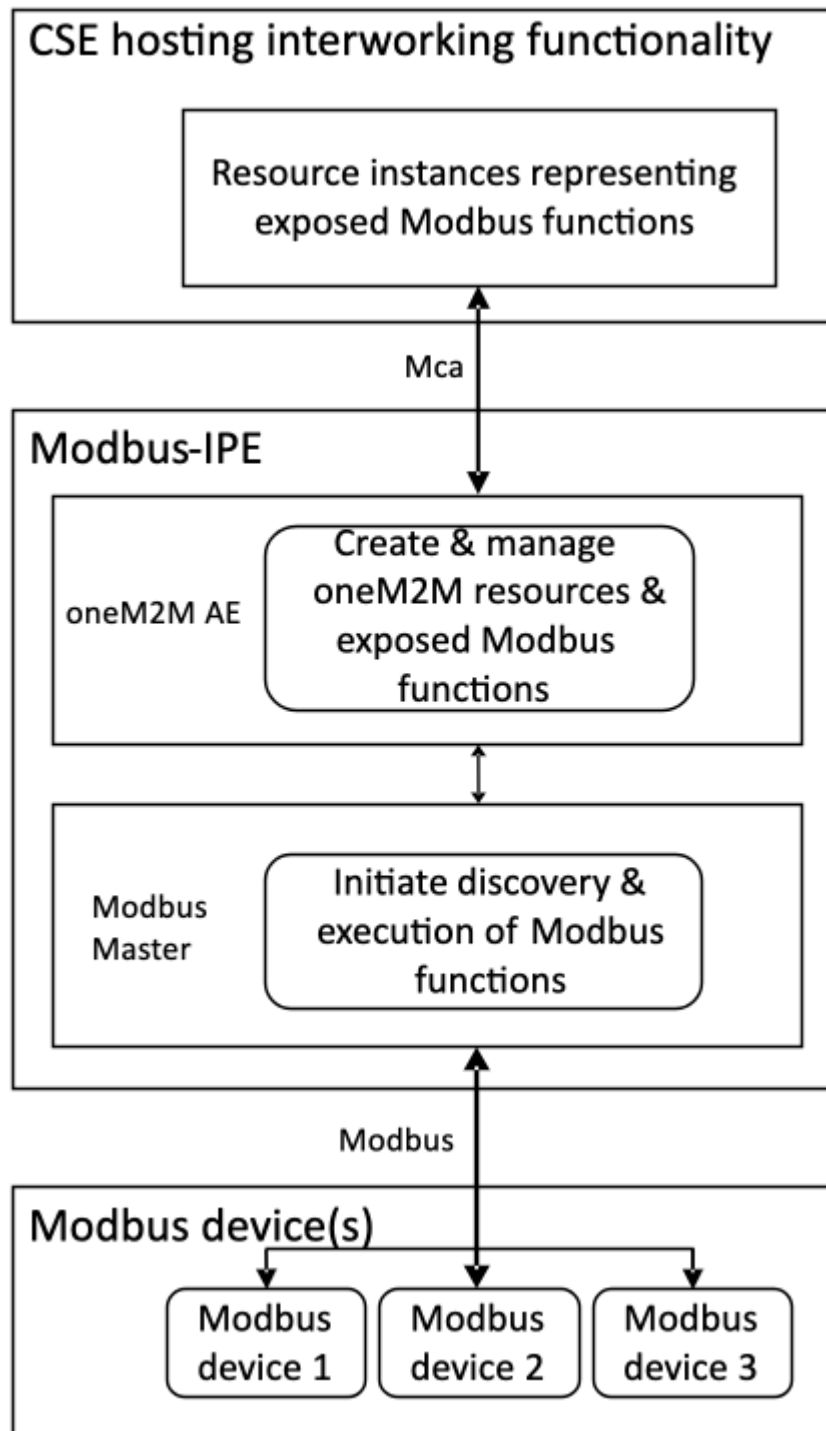 CSE hosting interworking functionality
Resource instances representing
exposed Modbus functions
Mca
Modbus-IPE
oneM2M AE
Create & manage
oneM2M resources &
exposed Modbus
functions
Modbus
Master
Initiate discovery &
execution of Modbus
functions
Modbus
Modbus device(s)
Modbus
device 1
Modbus
device 2
Modbus
device 3